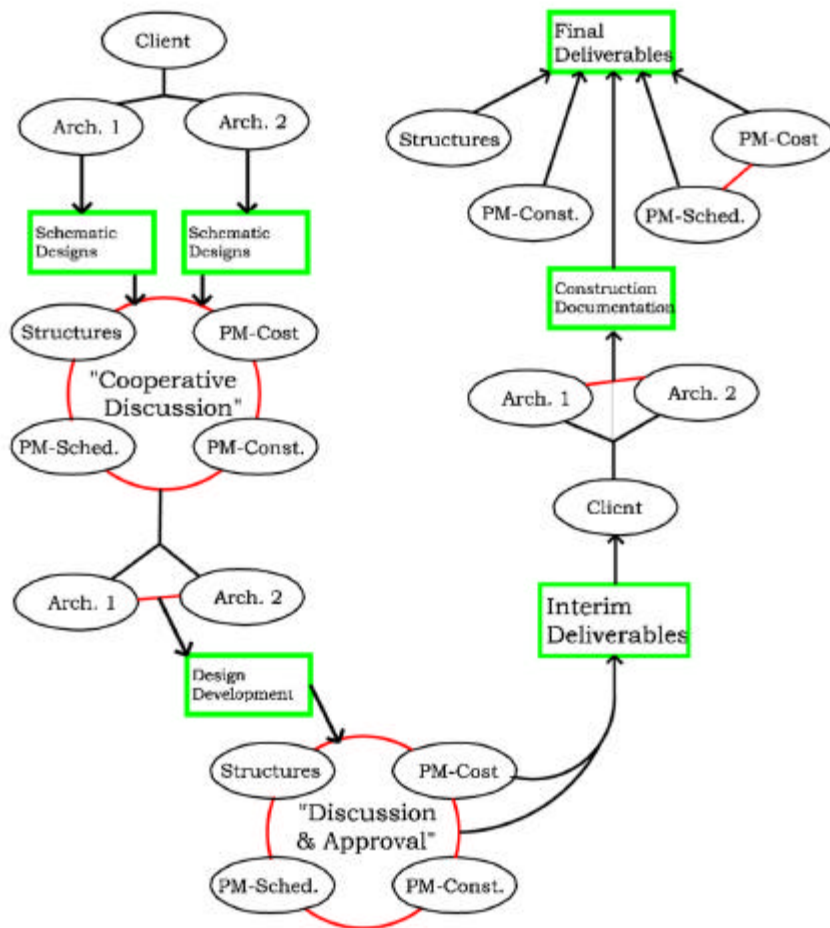 Client
Arch. 1
Arch. 2
Schematic
Designs
Schematic
Designs
Structures
PM-Cost
"Cooperative
Discussion"
PM-Sched.
PM-Const.
Arch. 1
Arch. 2
Design
Development
Structures
PM-Cost
"Discussion
& Approval"
PM-Sched.
PM-Const.
Interim
Deliverables
Client
Arch. 1
Arch. 2
Construction
Documentation
Structures
PM-Const.
PM-Sched.
PM-Cost
Final
Deliverables